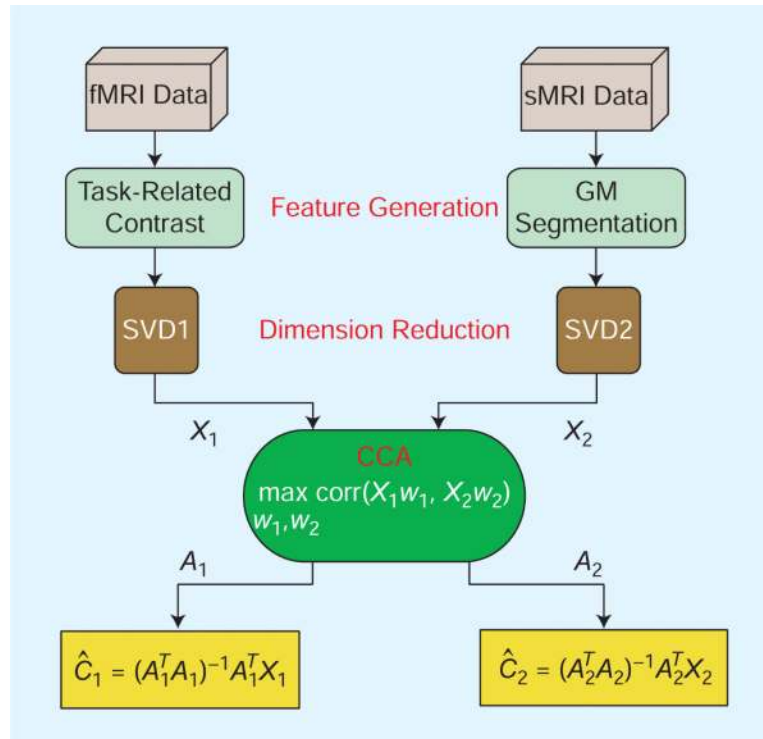 fMRI Data
sMRI Data
Task-Related
Contrast
Feature Generation
GM
Segmentation
SVD1
Dimension Reduction
SVD2
X₁
X₂
CCA
max corr(X₁w₁, X₂w₂)
w₁,w₂
A₁
A₂
Ĉ₁ = (A₁ᵀA₁)⁻¹A₁ᵀX₁
Ĉ₂ = (A₂ᵀA₂)⁻¹A₂ᵀX₂